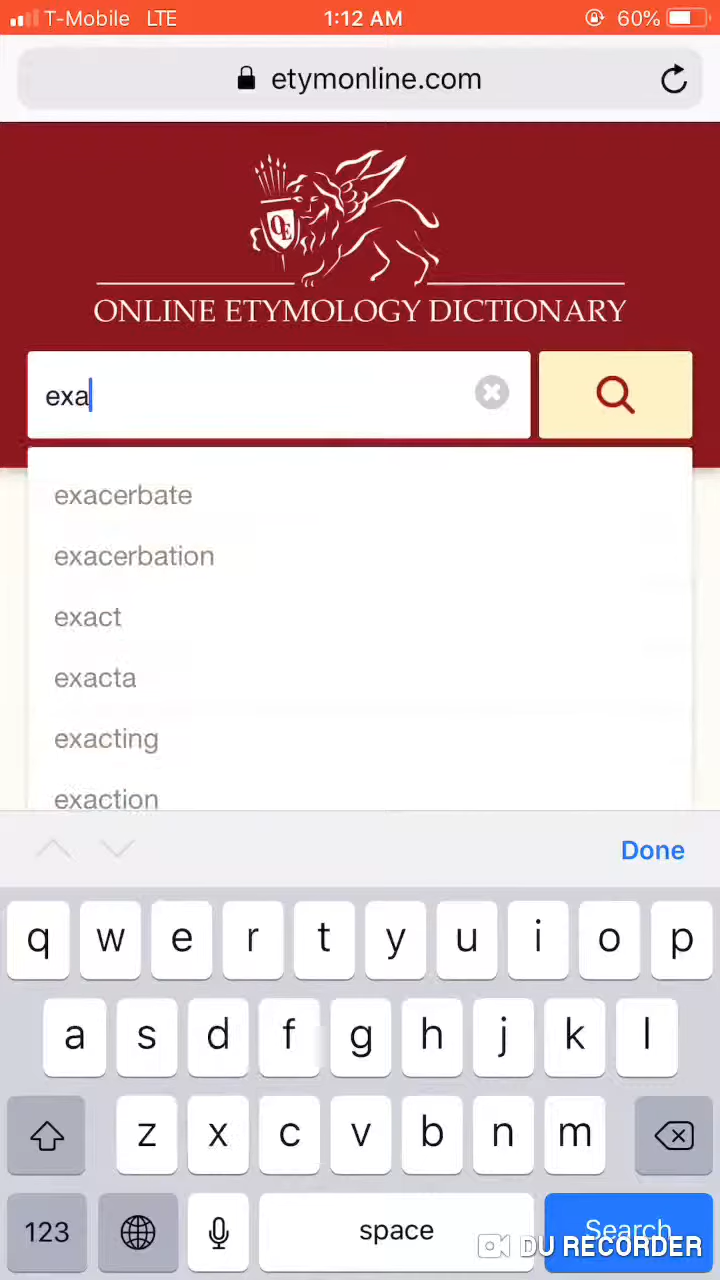 T-Mobile LTE 1:12 AM 60%
etymonline.com
OE
ONLINE ETYMOLOGY DICTIONARY
exa
exacerbate
exacerbation
exact
exacta
exacting
exaction
Done
q w e r t y u i o p
a s d f g h j k l
z x c v b n m
123 space Search
DU RECORDER